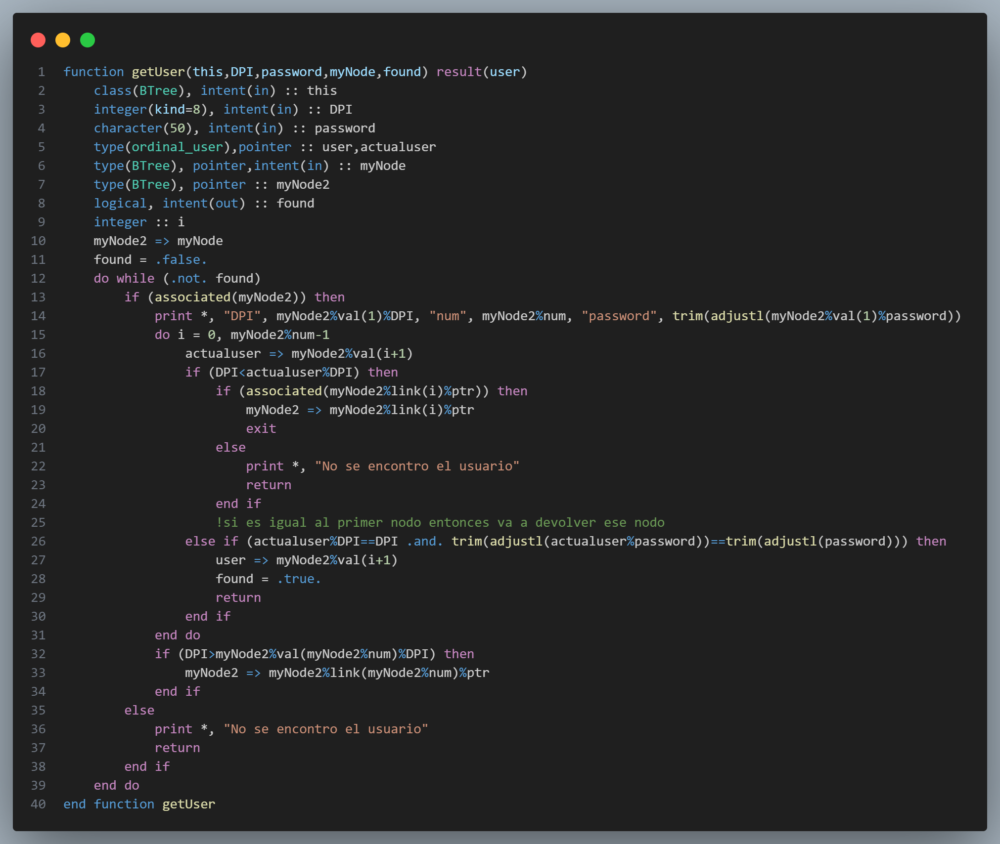 1 function getUser(this,DPI,password,myNode,found) result(user)
2     class(BTree), intent(in) :: this
3     integer(kind=8), intent(in) :: DPI
4     character(50), intent(in) :: password
5     type(ordinal_user),pointer :: user,actualuser
6     type(BTree), pointer,intent(in) :: myNode
7     type(BTree), pointer :: myNode2
8     logical, intent(out) :: found
9     integer :: i
10     myNode2 => myNode
11     found = .false.
12     do while (.not. found)
13         if (associated(myNode2)) then
14             print *, "DPI", myNode2%val(1)%DPI, "num", myNode2%num, "password", trim(adjustl(myNode2%val(1)%password))
15             do i = 0, myNode2%num-1
16                 actualuser => myNode2%val(i+1)
17                 if (DPI<actualuser%DPI) then
18                     if (associated(myNode2%link(i)%ptr)) then
19                         myNode2 => myNode2%link(i)%ptr
20                         exit
21                     else
22                         print *, "No se encontro el usuario"
23                         return
24                     end if
25                     !si es igual al primer nodo entonces va a devolver ese nodo
26                 else if (actualuser%DPI==DPI .and. trim(adjustl(actualuser%password))==trim(adjustl(password))) then
27                     user => myNode2%val(i+1)
28                     found = .true.
29                     return
30                 end if
31             end do
32             if (DPI>myNode2%val(myNode2%num)%DPI) then
33                 myNode2 => myNode2%link(myNode2%num)%ptr
34             end if
35         else
36             print *, "No se encontro el usuario"
37             return
38         end if
39     end do
40 end function getUser